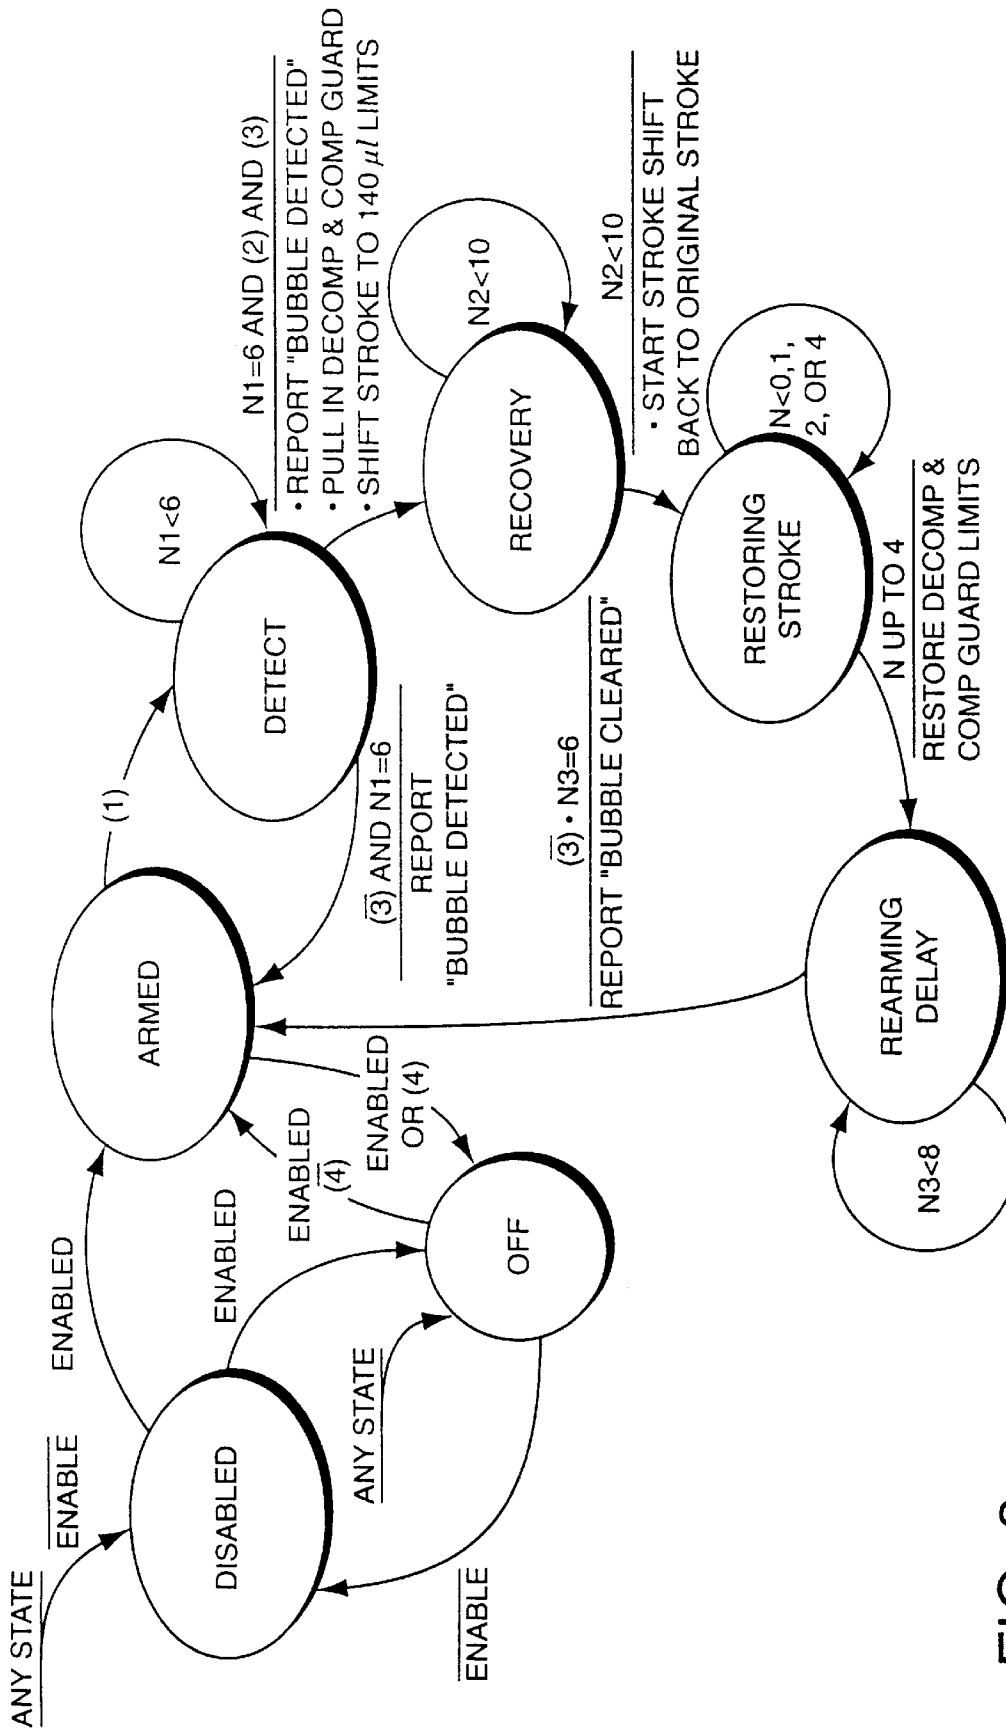 ANY STATE
E̅N̅A̅B̅L̅E̅
DISABLED
ENABLED
ENABLED
ENABLED
(4̅)
ANY STATE
E̅N̅A̅B̅L̅E̅
OFF
ENABLED
OR (4)
ARMED
(1)
DETECT
N1<6
(3̅) AND N1=6
REPORT
"BUBBLE DETECTED"
N1=6 AND (2) AND (3)
• REPORT "BUBBLE DETECTED"
• PULL IN DECOMP & COMP GUARD
• SHIFT STROKE TO 140 µl LIMITS
RECOVERY
N2<10
N2<10
• START STROKE SHIFT
BACK TO ORIGINAL STROKE
(3̅) • N3=6
REPORT "BUBBLE CLEARED"
RESTORING
STROKE
N<0,1,
2, OR 4
N UP TO 4
RESTORE DECOMP &
COMP GUARD LIMITS
REARMING
DELAY
N3<8
FIG.